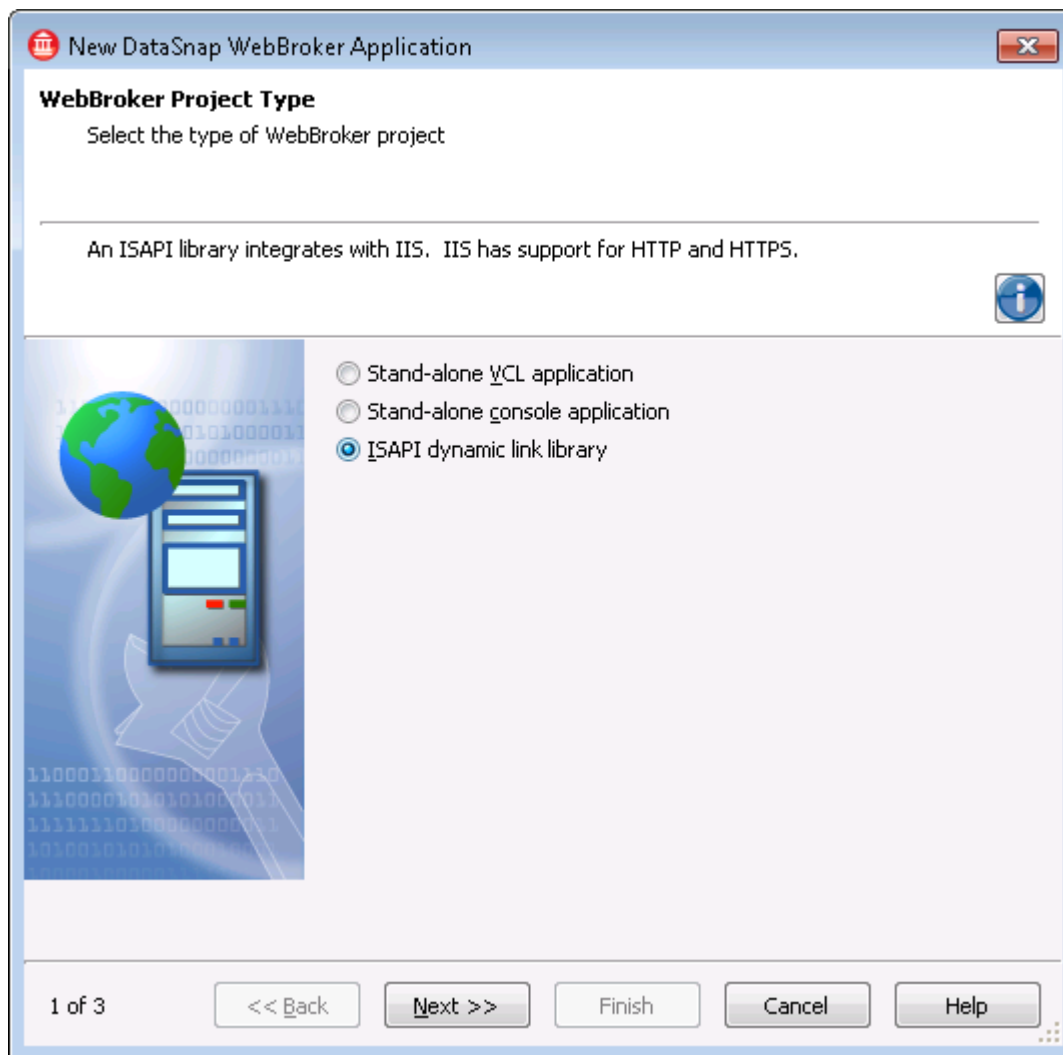 New DataSnap WebBroker Application
WebBroker Project Type
Select the type of WebBroker project
An ISAPI library integrates with IIS. IIS has support for HTTP and HTTPS.
Stand-alone VCL application
Stand-alone console application
ISAPI dynamic link library
1 of 3
<< Back
Next >>
Finish
Cancel
Help